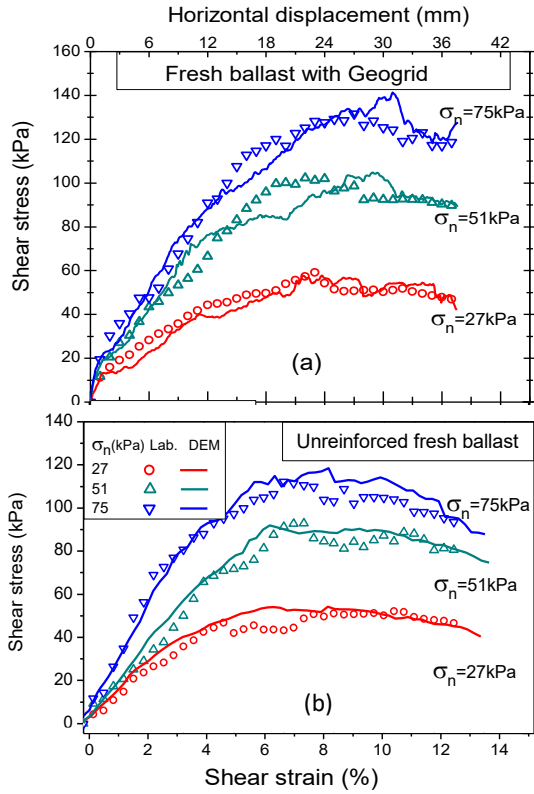 Horizontal displacement (mm)
0 6 12 18 24 30 36 42
Fresh ballast with Geogrid
160
140
120
100
80
60
40
20
0
Shear stress (kPa)
σn=75kPa
σn=51kPa
σn=27kPa
(a)
σn(kPa) Lab. DEM
27
51
75
Unreinforced fresh ballast
140
120
100
80
60
40
20
0
Shear stress (kPa)
σn=75kPa
σn=51kPa
σn=27kPa
(b)
0 2 4 6 8 10 12 14
Shear strain (%)